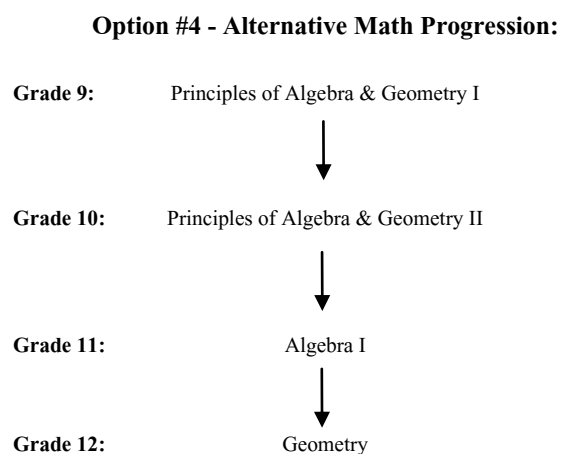 Option #4 - Alternative Math Progression:
Grade 9: Principles of Algebra & Geometry I
Grade 10: Principles of Algebra & Geometry II
Grade 11: Algebra I
Grade 12: Geometry